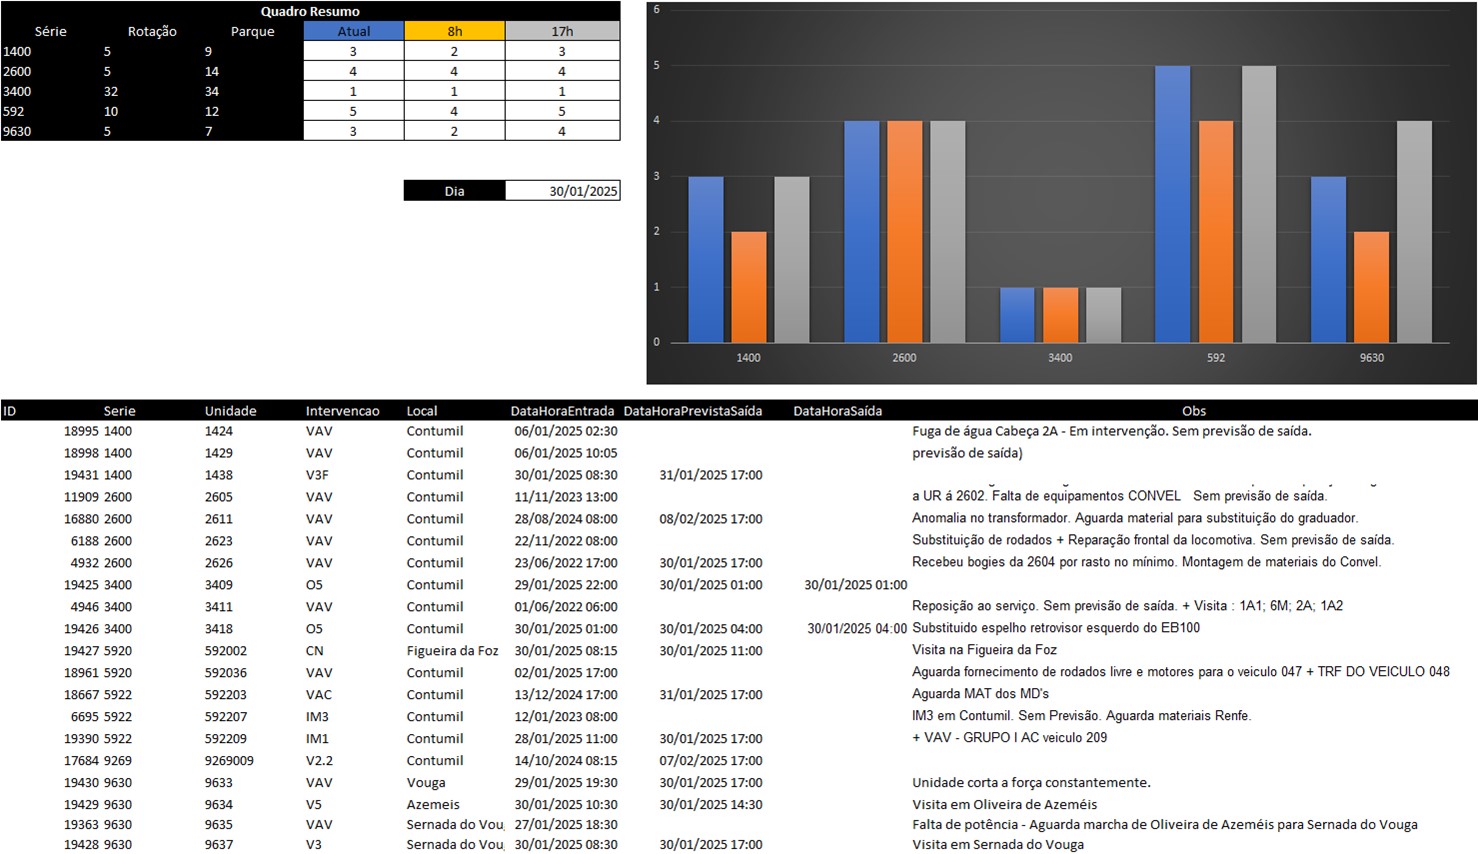 Quadro Resumo
Série Rotação Parque Atual 8h 17h
1400 5 9 3 2 3
2600 5 14 4 4 4
3400 32 34 1 1 1
592 10 12 5 4 5
9630 5 7 3 2 4
Dia 30/01/2025
6
5
4
3
2
1
0
1400 2600 3400 592 9630
ID Serie Unidade Intervencao Local DataHoraEntrada DataHoraPrevistaSaída DataHoraSaída Obs
18995 1400 1424 VAV Contumil 06/01/2025 02:30 Fuga de água Cabeça 2A - Em intervenção. Sem previsão de saída.
18998 1400 1429 VAV Contumil 06/01/2025 10:05 previsão de saída)
19431 1400 1438 V3F Contumil 30/01/2025 08:30 31/01/2025 17:00
11909 2600 2605 VAV Contumil 11/11/2023 13:00 a UR á 2602. Falta de equipamentos CONVEL Sem previsão de saída.
16880 2600 2611 VAV Contumil 28/08/2024 08:00 08/02/2025 17:00 Anomalia no transformador. Aguarda material para substituição do graduador.
6188 2600 2623 VAV Contumil 22/11/2022 08:00 Substituição de rodados + Reparação frontal da locomotiva. Sem previsão de saída.
4932 2600 2626 VAV Contumil 23/06/2022 17:00 30/01/2025 17:00 Recebeu bogies da 2604 por rasto no mínimo. Montagem de materiais do Convel.
19425 3400 3409 O5 Contumil 29/01/2025 22:00 30/01/2025 01:00 30/01/2025 01:00
4946 3400 3411 VAV Contumil 01/06/2022 06:00 Reposição ao serviço. Sem previsão de saída. + Visita : 1A1; 6M; 2A; 1A2
19426 3400 3418 O5 Contumil 30/01/2025 01:00 30/01/2025 04:00 30/01/2025 04:00 Substituido espelho retrovisor esquerdo do EB100
19427 5920 592002 CN Figueira da Foz 30/01/2025 08:15 30/01/2025 11:00 Visita na Figueira da Foz
18961 5920 592036 VAV Contumil 02/01/2025 17:00 Aguarda fornecimento de rodados livre e motores para o veiculo 047 + TRF DO VEICULO 048
18667 5922 592203 VAC Contumil 13/12/2024 17:00 31/01/2025 17:00 Aguarda MAT dos MD's
6695 5922 592207 IM3 Contumil 12/01/2023 08:00 IM3 em Contumil. Sem Previsão. Aguarda materiais Renfe.
19390 5922 592209 IM1 Contumil 28/01/2025 11:00 30/01/2025 17:00 + VAV - GRUPO I AC veiculo 209
17684 9269 9269009 V2.2 Contumil 14/10/2024 08:15 07/02/2025 17:00
19430 9630 9633 VAV Vouga 29/01/2025 19:30 30/01/2025 17:00 Unidade corta a força constantemente.
19429 9630 9634 V5 Azemeis 30/01/2025 10:30 30/01/2025 14:30 Visita em Oliveira de Azeméis
19363 9630 9635 VAV Sernada do Vou 27/01/2025 18:30 Falta de potência - Aguarda marcha de Oliveira de Azeméis para Sernada do Vouga
19428 9630 9637 V3 Sernada do Vou 30/01/2025 08:30 30/01/2025 17:00 Visita em Sernada do Vouga